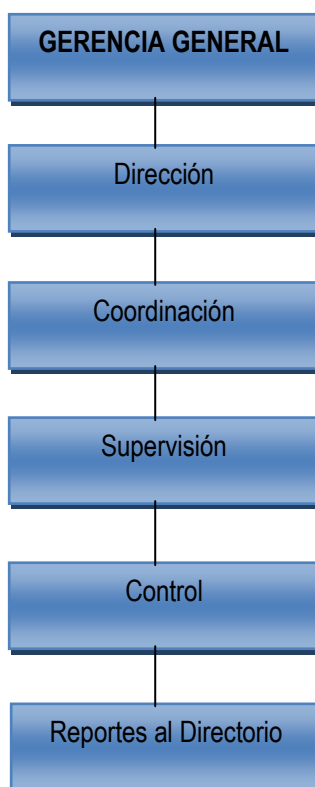 GERENCIA GENERAL
Dirección
Coordinación
Supervisión
Control
Reportes al Directorio